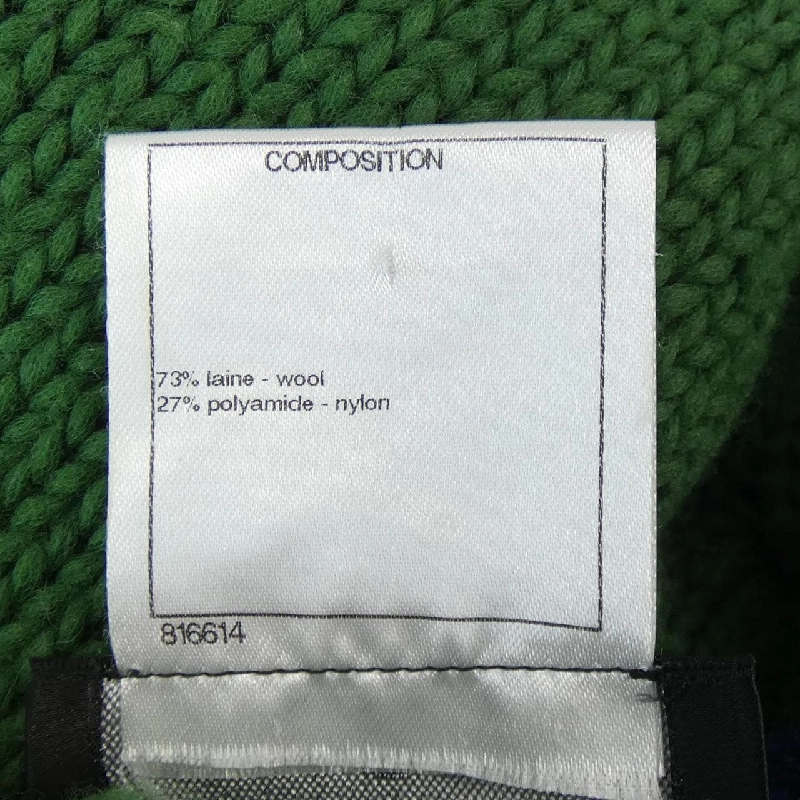 COMPOSITION
73% laine - wool
27% polyamide - nylon
816614